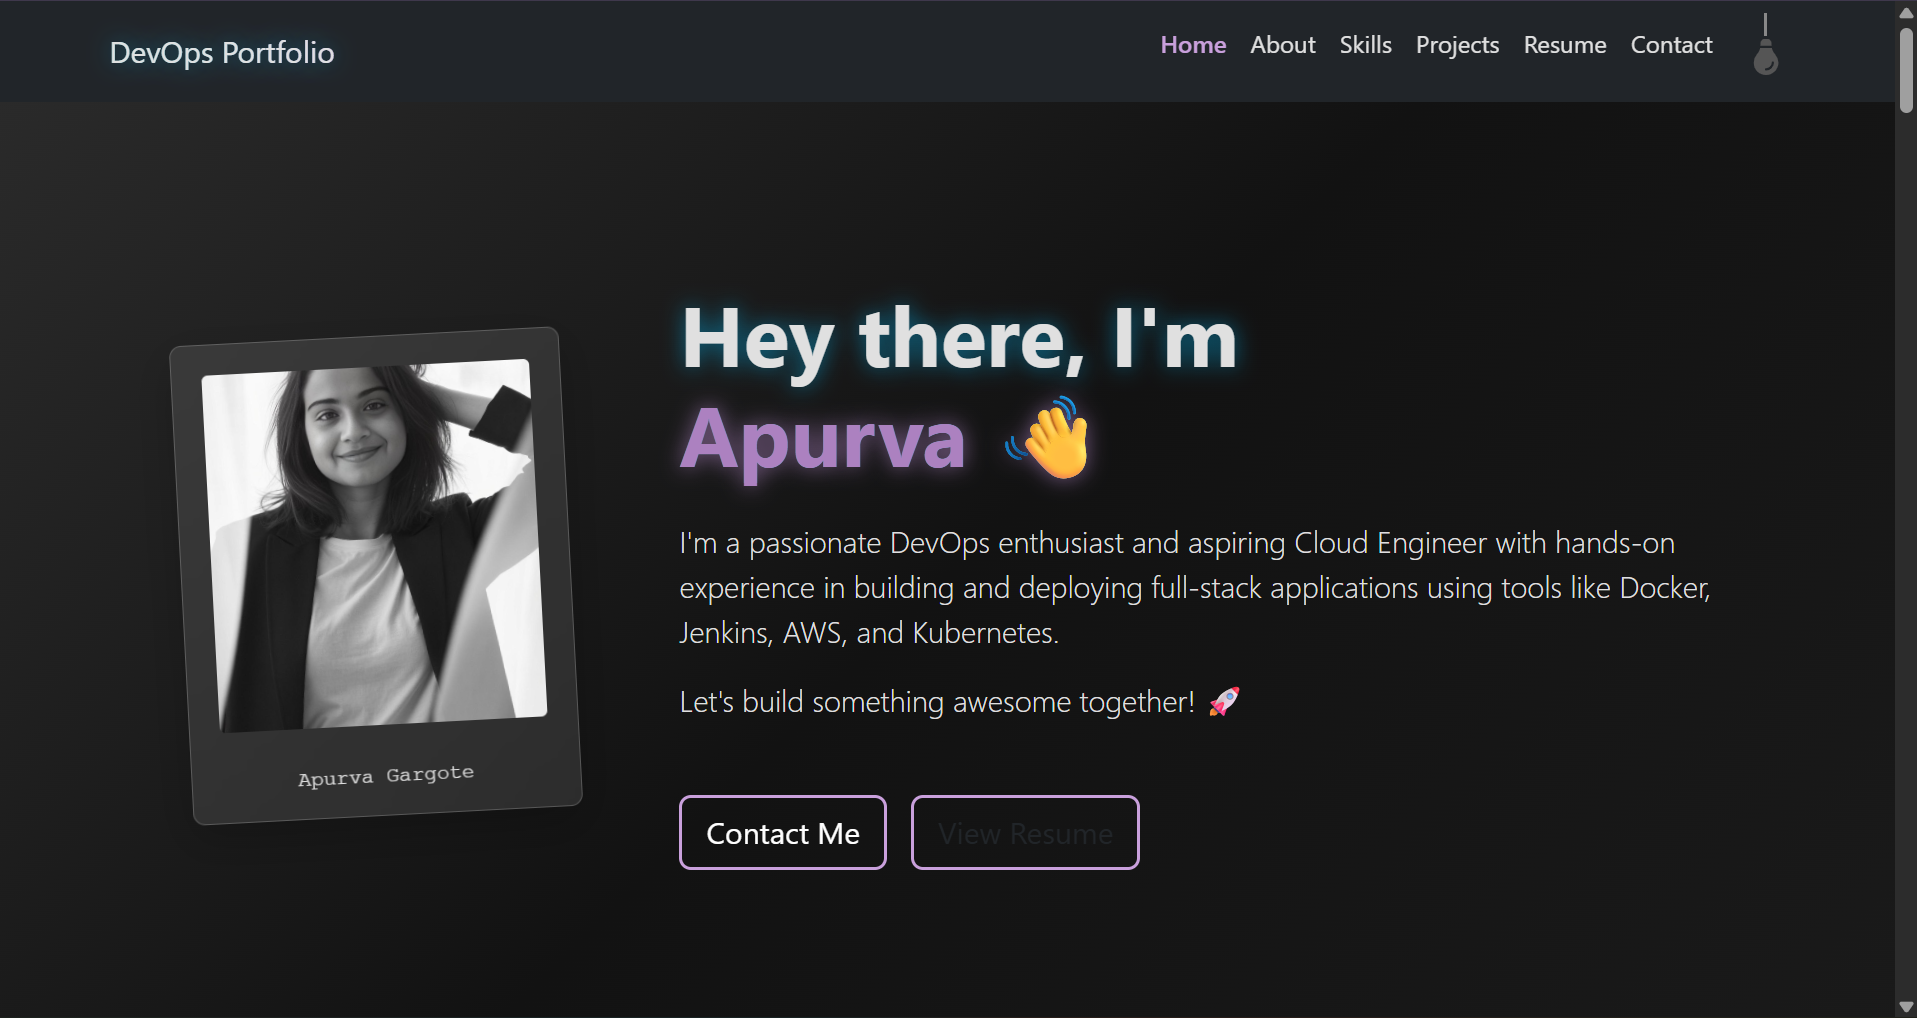 DevOps Portfolio
Home About Skills Projects Resume Contact
Hey there, I'm
Apurva 👋
I'm a passionate DevOps enthusiast and aspiring Cloud Engineer with hands-on
experience in building and deploying full-stack applications using tools like Docker,
Jenkins, AWS, and Kubernetes.
Let's build something awesome together! 🚀
Apurva Gargote
Contact Me
View Resume